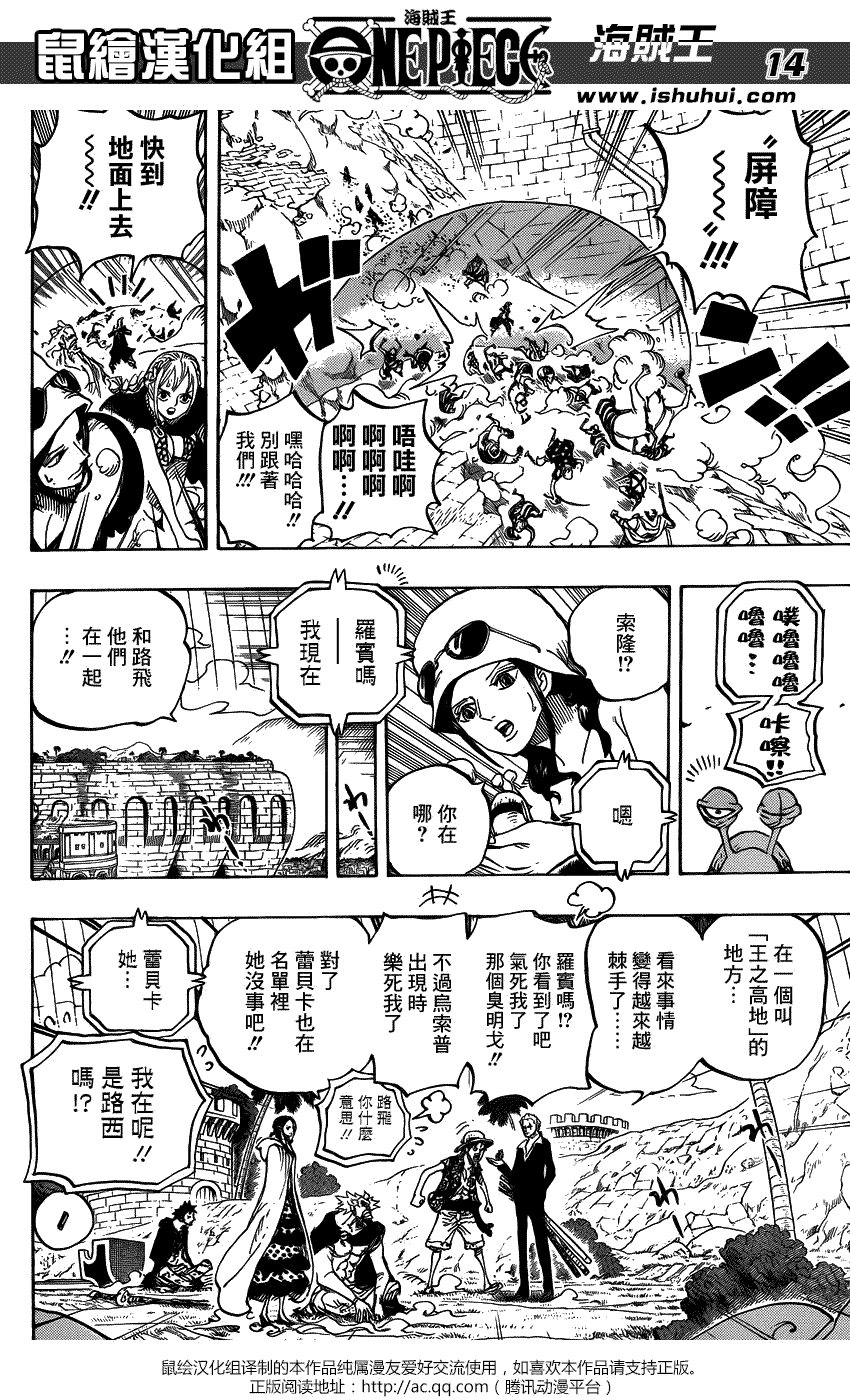 鼠繪漢化組
海賊王
ONE PIECE
海賊王
www.ishuhui.com
14
〝屏障〞!!!
唔哇啊
啊啊啊
啊啊…!!
嘿哈哈哈!!
別跟著
我們!!!
快到
地面上去
~~~~!!
噗嚕嚕嚕
嚕嚕…
咔嚓!!
索隆!?
嗯
你在
哪?
羅賓嗎
——
我現在
和路飛
他們
在一起
…!!
在一個叫
「王之高地」的
地方…
看來事情
變得越來越
棘手了……
羅賓嗎!?
你看到了吧
氣死我了
那個臭明戈!!
不過烏索普
出現時
樂死我了
對了
蕾貝卡也在
名單裡
她沒事吧!!
路飛
你什麼
意思!!
蕾貝卡
她…
我在呢!!
是路西
嗎!?
鼠绘汉化组译制的本作品纯属漫友爱好交流使用，如喜欢本作品请支持正版。
正版阅读地址：http://ac.qq.com（腾讯动漫平台）